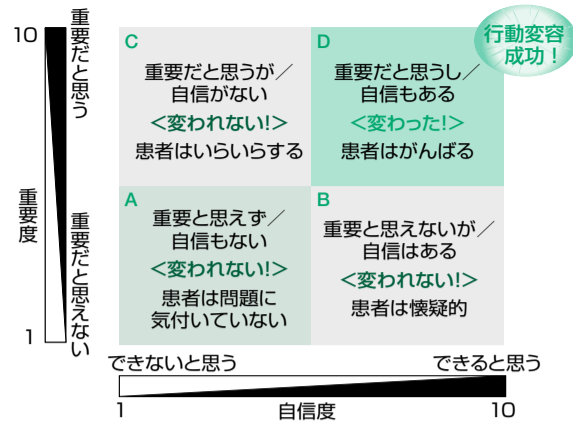 行動変容
成功！
10
重要だと思う
重要度
重要だと思えない
1
C
重要だと思うが／
自信がない
＜変われない!＞
患者はいらいらする
D
重要だと思うし／
自信もある
＜変わった!＞
患者はがんばる
A
重要と思えず／
自信もない
＜変われない!＞
患者は問題に
気付いていない
B
重要と思えないが／
自信はある
＜変われない!＞
患者は懐疑的
できないと思う
できると思う
1
自信度
10